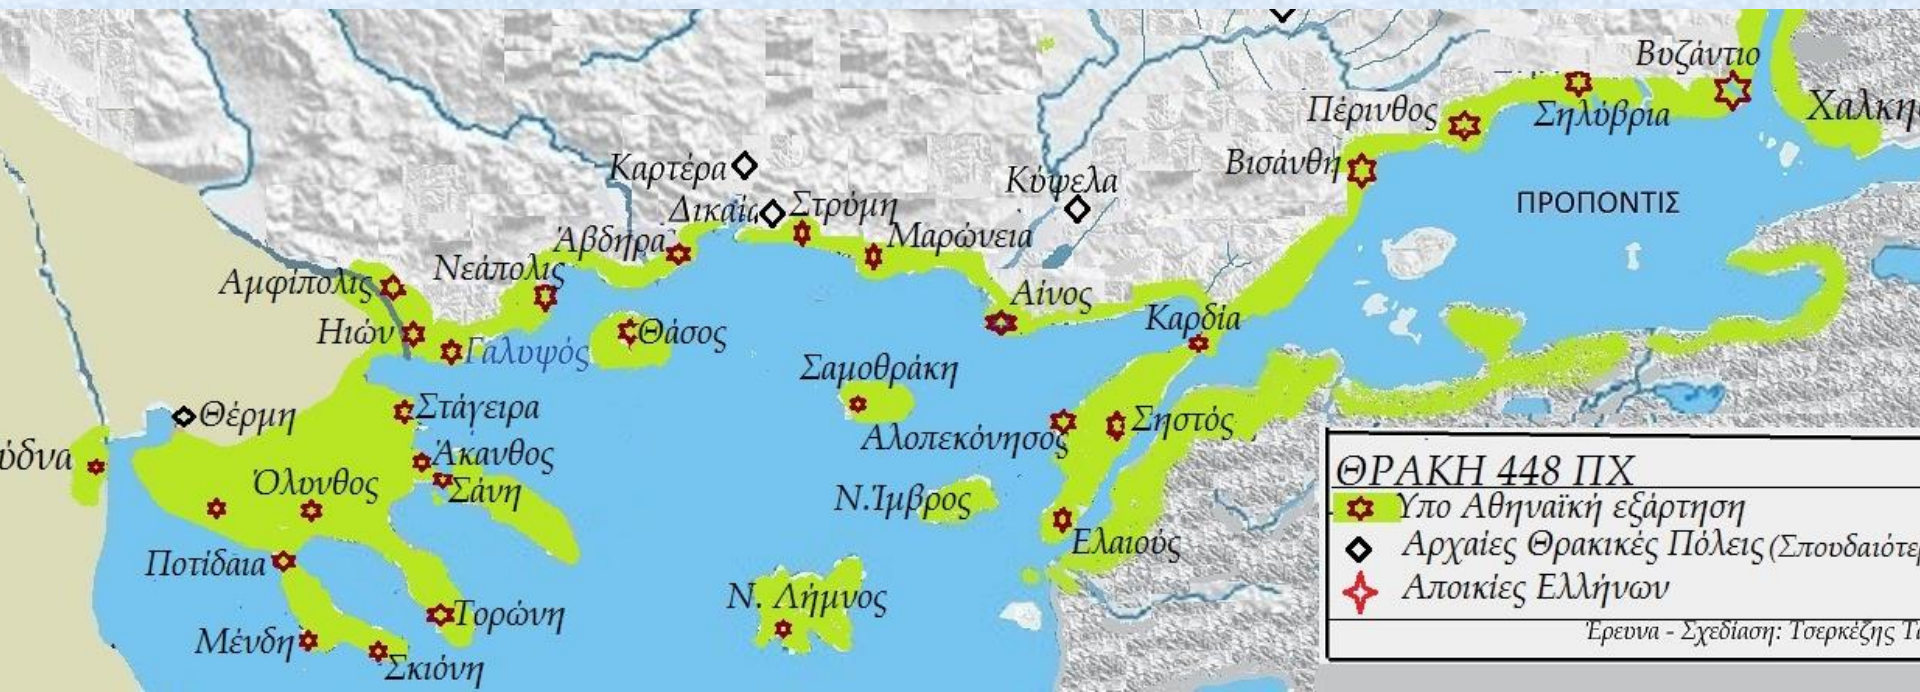 Βυζάντιο
Χαλκη
Πέρινθος
Σηλύβρια
Βισάνθη
Καρτέρα
Κύψελα
ΠΡΟΠΟΝΤΙΣ
Δικαία
Στρύμη
Άβδηρα
Μαρώνεια
Νεάπολις
Αμφίπολις
Αίνος
Ηιών
Γαληψός
Θάσος
Καρδία
Σαμοθράκη
Θέρμη
Στάγειρα
Αλοπεκόνησος
Σηστός
ύδνα
Άκανθος
Όλυνθος
Σάνη
Ν.Ίμβρος
Ελαιούς
Ποτίδαια
Ν. Λήμνος
Τορώνη
Μένδη
Σκιόνη
ΘΡΑΚΗ 448 ΠΧ
Υπο Αθηναϊκή εξάρτηση
Αρχαίες Θρακικές Πόλεις (Σπουδαιότε
Αποικίες Ελλήνων
Έρευνα - Σχεδίαση: Τσερκέζης